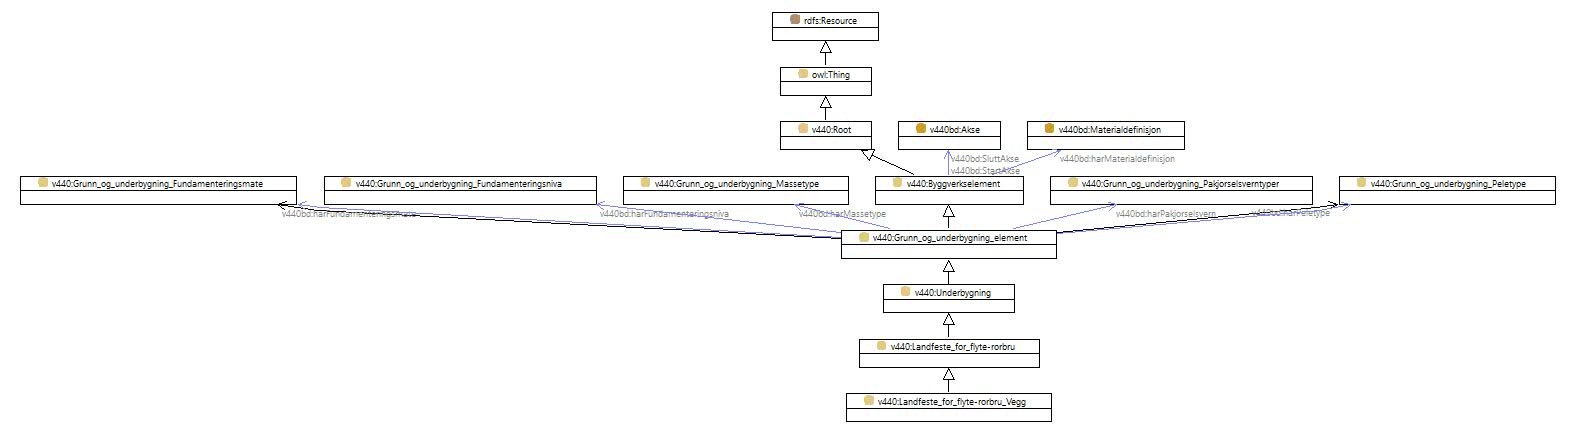 rdfs:Resource
owl:Thing
v440:Root
v440bd:Akse
v440bd:Materialdefinisjon
v440bd:SluttAkse
v440bd:harMaterialdefinisjon
v440bd:StartAkse
v440:Grunn_og_underbygning_Fundamenteringsmate
v440:Grunn_og_underbygning_Fundamenteringsniva
v440:Grunn_og_underbygning_Massetype
v440:Byggverkselement
v440:Grunn_og_underbygning_Pakjorselsverntyper
v440:Grunn_og_underbygning_Peletype
v440bd:harFundamenteringsmate
v440bd:harFundamenteringsniva
v440bd:harMassetype
v440bd:harPakjorselsvern
v440bd:harPeletype
v440:Grunn_og_underbygning_element
v440:Underbygning
v440:Landfeste_for_flyte-rorbru
v440:Landfeste_for_flyte-rorbru_Vegg